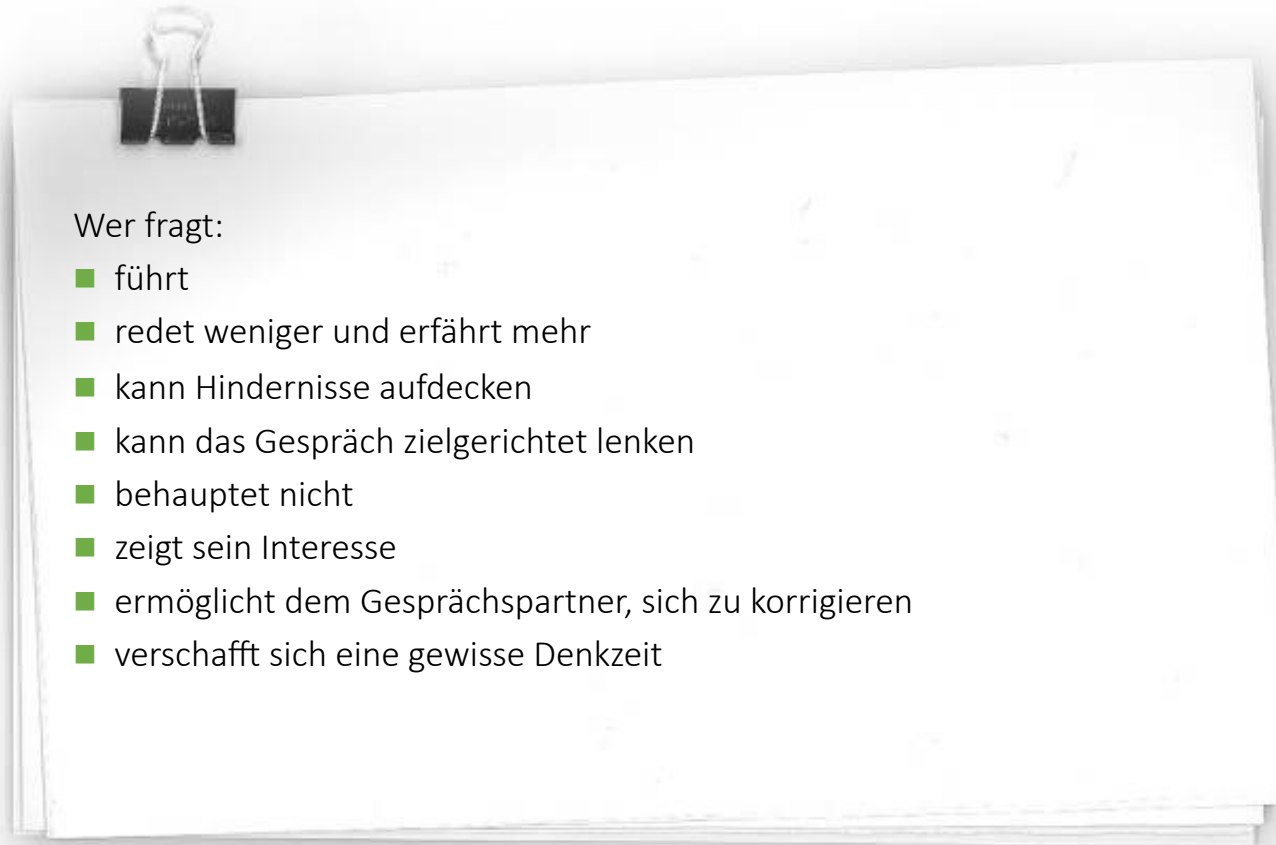 Wer fragt:
■ führt
■ redet weniger und erfährt mehr
■ kann Hindernisse aufdecken
■ kann das Gespräch zielgerichtet lenken
■ behauptet nicht
■ zeigt sein Interesse
■ ermöglicht dem Gesprächspartner, sich zu korrigieren
■ verschafft sich eine gewisse Denkzeit